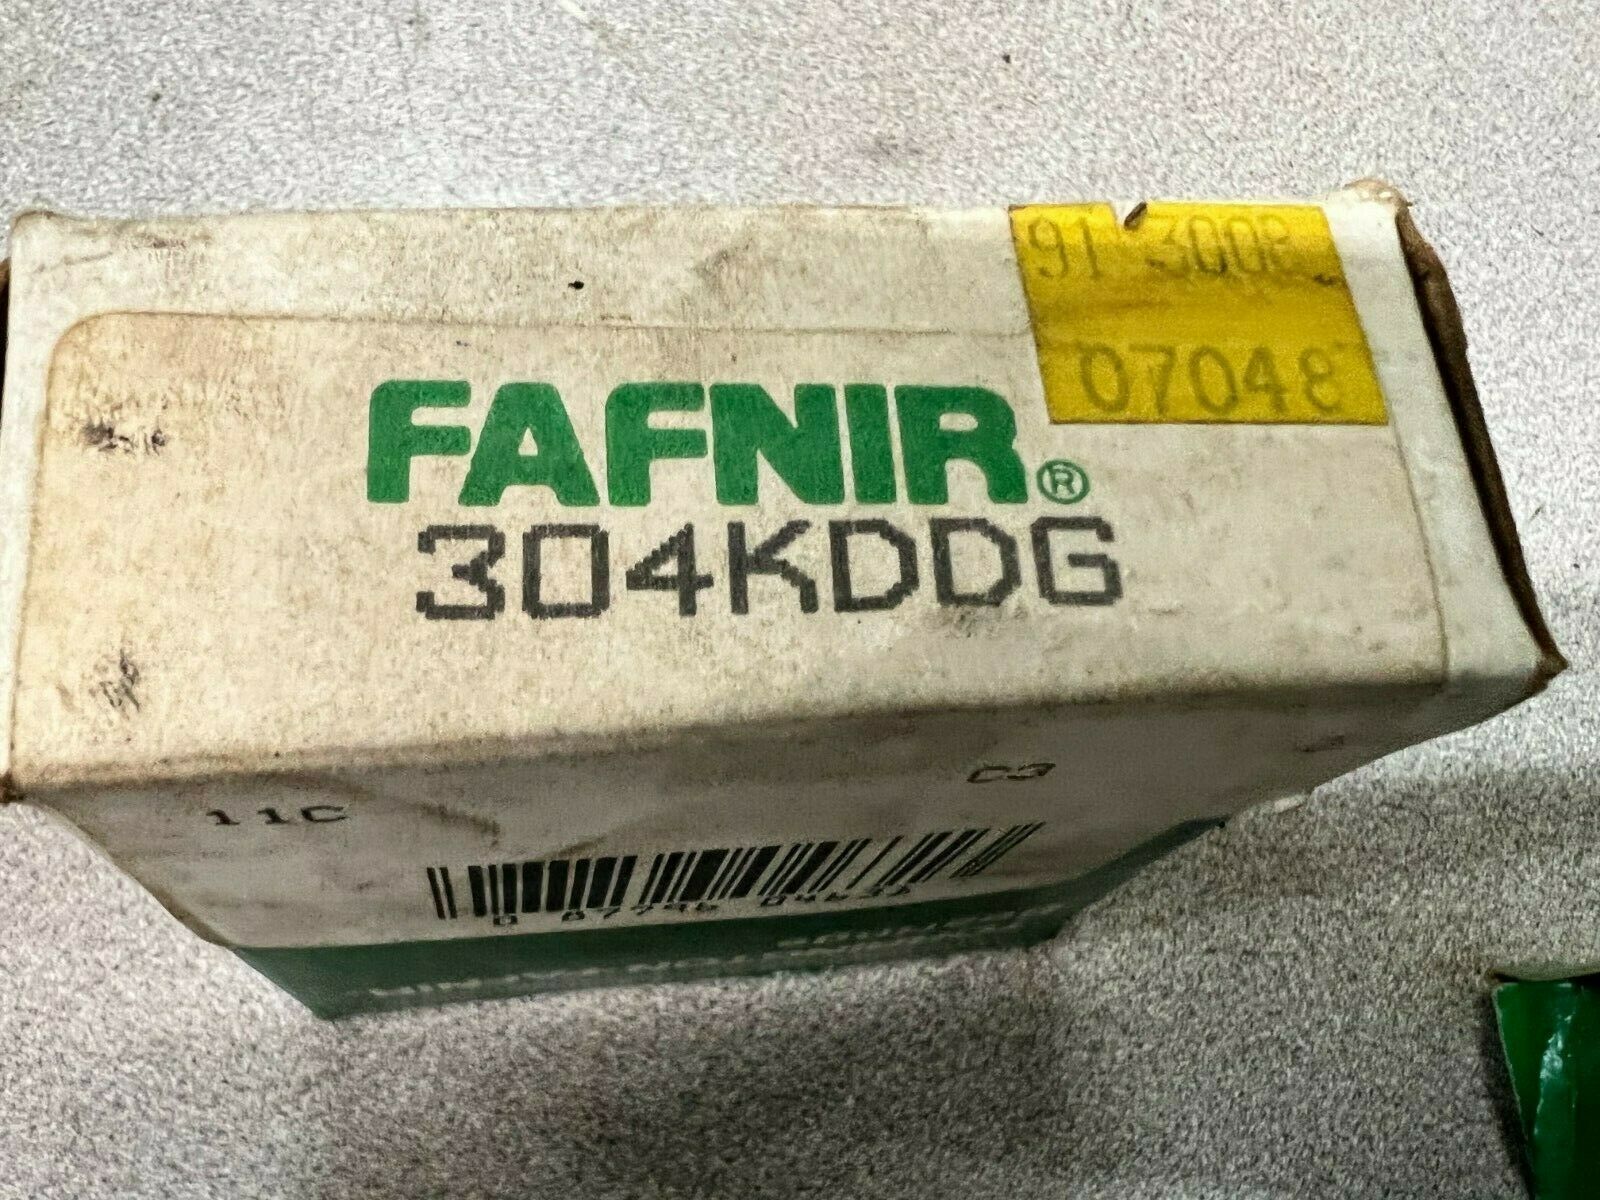 91 3008
07048
FAFNIR®
304KDDG
11C
C3